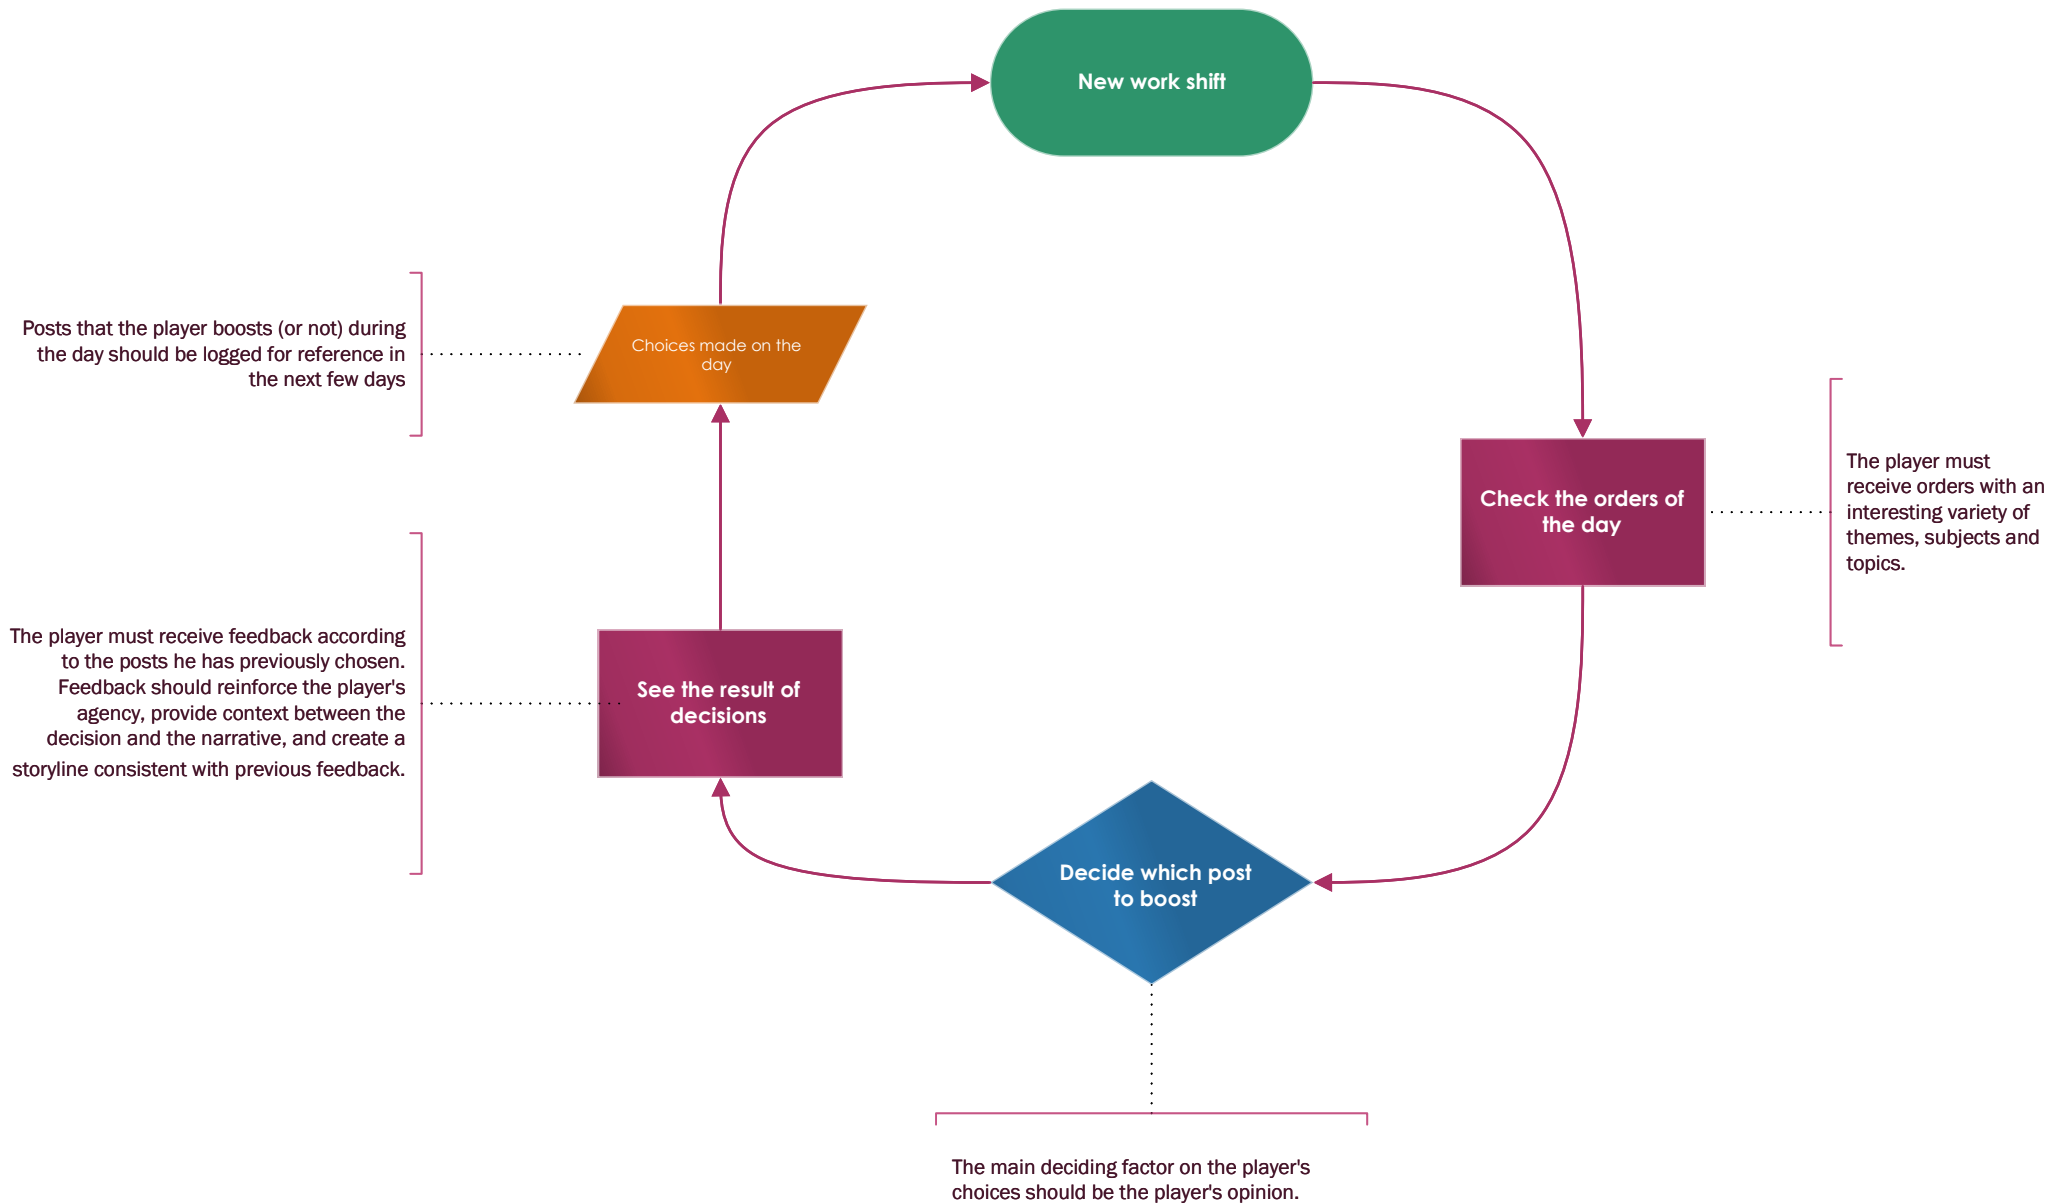 New work shift
Posts that the player boosts (or not) during
the day should be logged for reference in
the next few days
Choices made on the
day
Check the orders of
the day
The player must
receive orders with an
interesting variety of
themes, subjects and
topics.
The player must receive feedback according
to the posts he has previously chosen.
Feedback should reinforce the player's
agency, provide context between the
decision and the narrative, and create a
storyline consistent with previous feedback.
See the result of
decisions
Decide which post
to boost
The main deciding factor on the player's
choices should be the player's opinion.